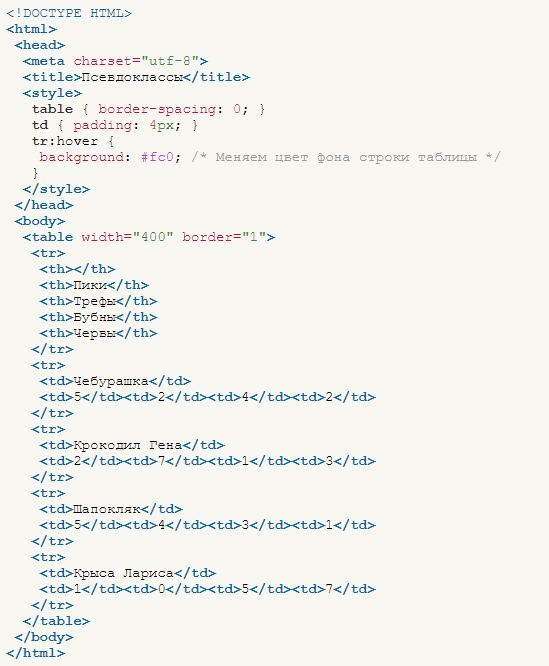 <!DOCTYPE HTML>
<html>
<head>
<meta charset="utf-8">
<title>Псевдоклассы</title>
<style>
table { border-spacing: 0; }
td { padding: 4px; }
tr:hover {
background: #fc0; /* Меняем цвет фона строки таблицы */
}
</style>
</head>
<body>
<table width="400" border="1">
<tr>
<th></th>
<th>Пики</th>
<th>Трефы</th>
<th>Бубны</th>
<th>Червы</th>
</tr>
<tr>
<td>Чебурашка</td>
<td>5</td><td>2</td><td>4</td><td>2</td>
</tr>
<tr>
<td>Крокодил Гена</td>
<td>2</td><td>7</td><td>1</td><td>3</td>
</tr>
<tr>
<td>Шапокляк</td>
<td>5</td><td>4</td><td>3</td><td>1</td>
</tr>
<tr>
<td>Крыса Лариса</td>
<td>1</td><td>0</td><td>5</td><td>7</td>
</tr>
</table>
</body>
</html>